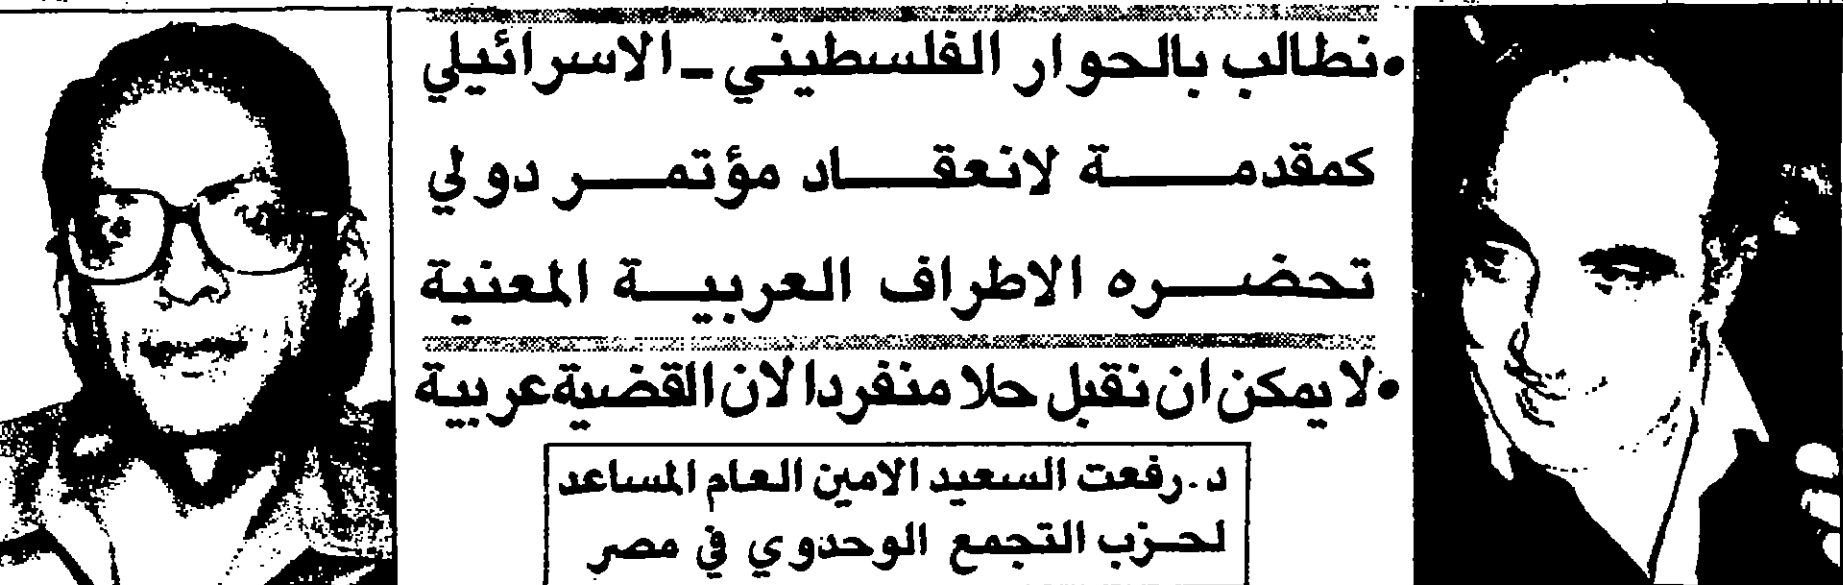 •نطالب بالحوار الفلسطيني ـ الاسرائيلي
كمقدمة لانعقاد مؤتمر دولي
تحضره الاطراف العربية المعنية
•لا يمكن ان نقبل حلا منفردا لان القضية عربية
د. رفعت السعيد الامين العام المساعد
لحزب التجمع الوحدوي في مصر